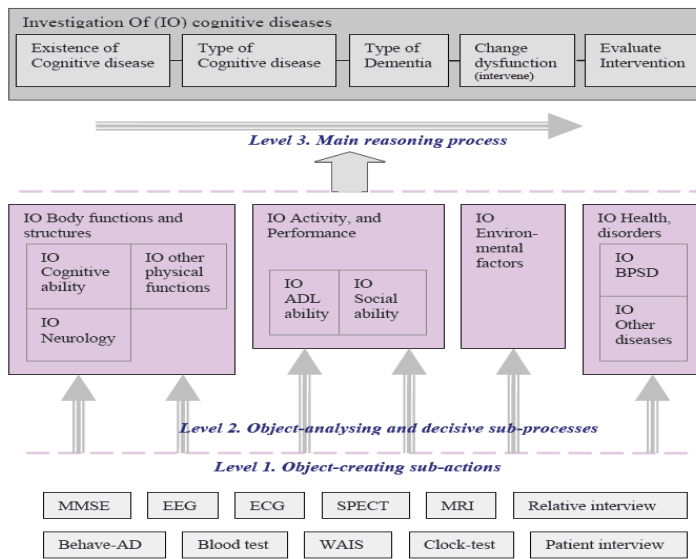 Investigation Of (IO) cognitive diseases
Existence of
Cognitive disease
Type of
Cognitive disease
Type of
Dementia
Change
dysfunction
(intervene)
Evaluate
Intervention
Level 3. Main reasoning process
IO Body functions and
structures
IO
Cognitive
ability
IO other
physical
functions
IO
Neurology
IO Activity, and
Performance
IO
ADL
ability
IO
Social
ability
IO
Environ-
mental
factors
IO Health,
disorders
IO
BPSD
IO
Other
diseases
Level 2. Object-analysing and decisive sub-processes
Level 1. Object-creating sub-actions
MMSE EEG ECG SPECT MRI Relative interview
Behave-AD Blood test WAIS Clock-test Patient interview